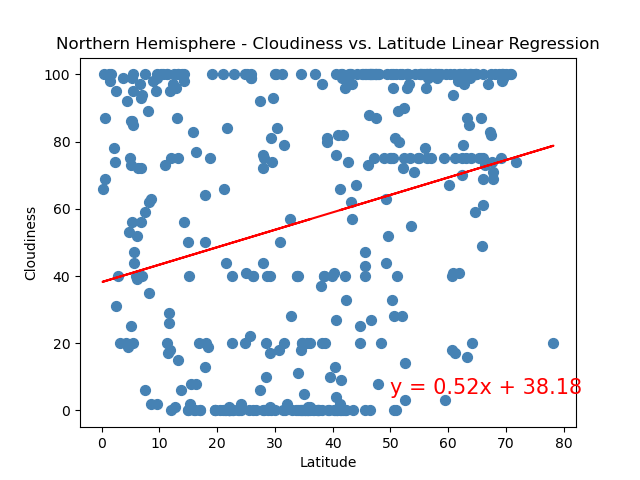 Northern Hemisphere - Cloudiness vs. Latitude Linear Regression
100
80
60
40
20
0
Cloudiness
y = 0.52x + 38.18
0 10 20 30 40 50 60 70 80
Latitude